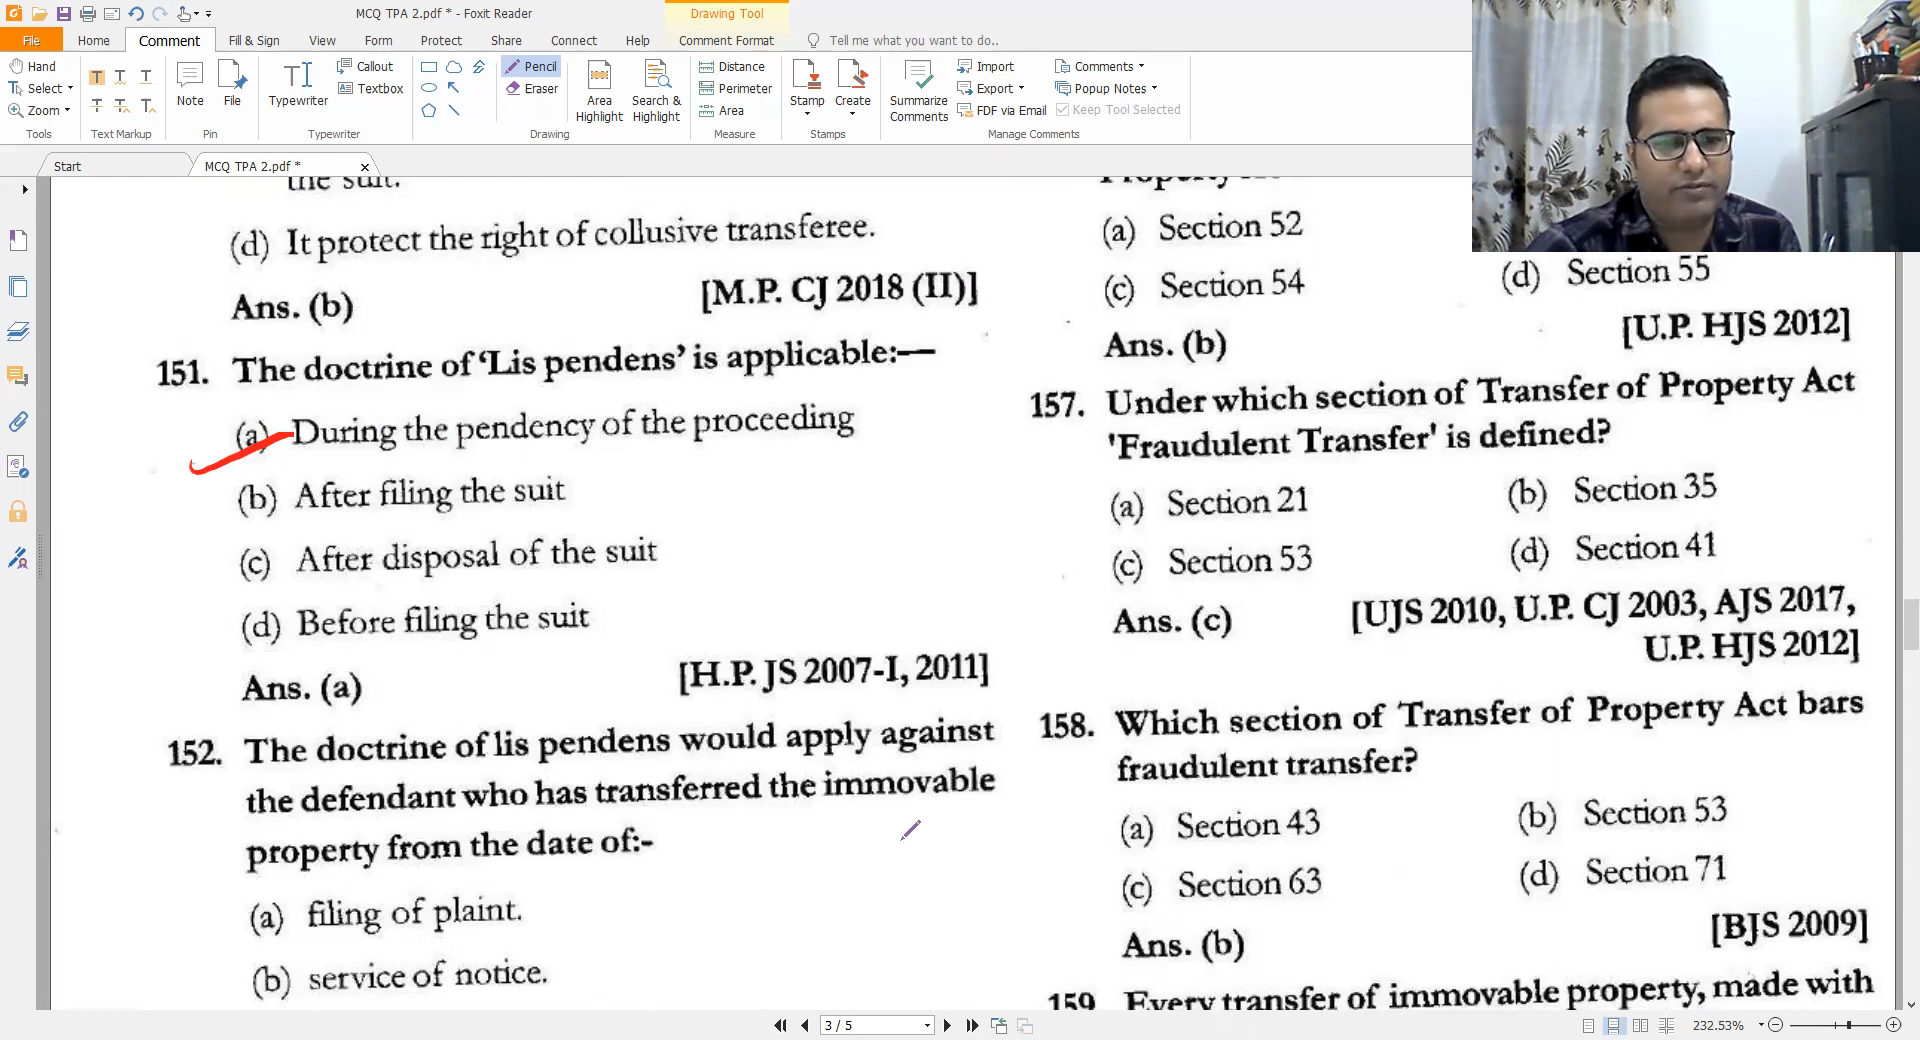 MCQ TPA 2.pdf * - Foxit Reader
Drawing Tool
File Home Comment Fill & Sign View Form Protect Share Connect Help Comment Format Tell me what you want to do..
Hand
Select
Zoom
Tools
Text Markup
Note
File
Pin
Typewriter
Callout
Textbox
Typewriter
Pencil
Eraser
Drawing
Area Highlight
Search & Highlight
Distance
Perimeter
Area
Measure
Stamp
Create
Stamps
Summarize Comments
Import
Export
FDF via Email
Comments
Popup Notes
Keep Tool Selected
Manage Comments
Start
MCQ TPA 2.pdf *
the suit.
(d) It protect the right of collusive transferee.
Ans. (b) [M.P. CJ 2018 (II)]
151. The doctrine of ‘Lis pendens’ is applicable:—
(a) During the pendency of the proceeding
(b) After filing the suit
(c) After disposal of the suit
(d) Before filing the suit
Ans. (a) [H.P. JS 2007-I, 2011]
152. The doctrine of lis pendens would apply against
the defendant who has transferred the immovable
property from the date of:-
(a) filing of plaint.
(b) service of notice.
Property
(a) Section 52
(c) Section 54 (d) Section 55
Ans. (b) [U.P. HJS 2012]
157. Under which section of Transfer of Property Act
'Fraudulent Transfer' is defined?
(a) Section 21 (b) Section 35
(c) Section 53 (d) Section 41
Ans. (c) [UJS 2010, U.P. CJ 2003, AJS 2017,
U.P. HJS 2012]
158. Which section of Transfer of Property Act bars
fraudulent transfer?
(a) Section 43 (b) Section 53
(c) Section 63 (d) Section 71
Ans. (b) [BJS 2009]
159 Every transfer of immovable property, made with
3 / 5
232.53%